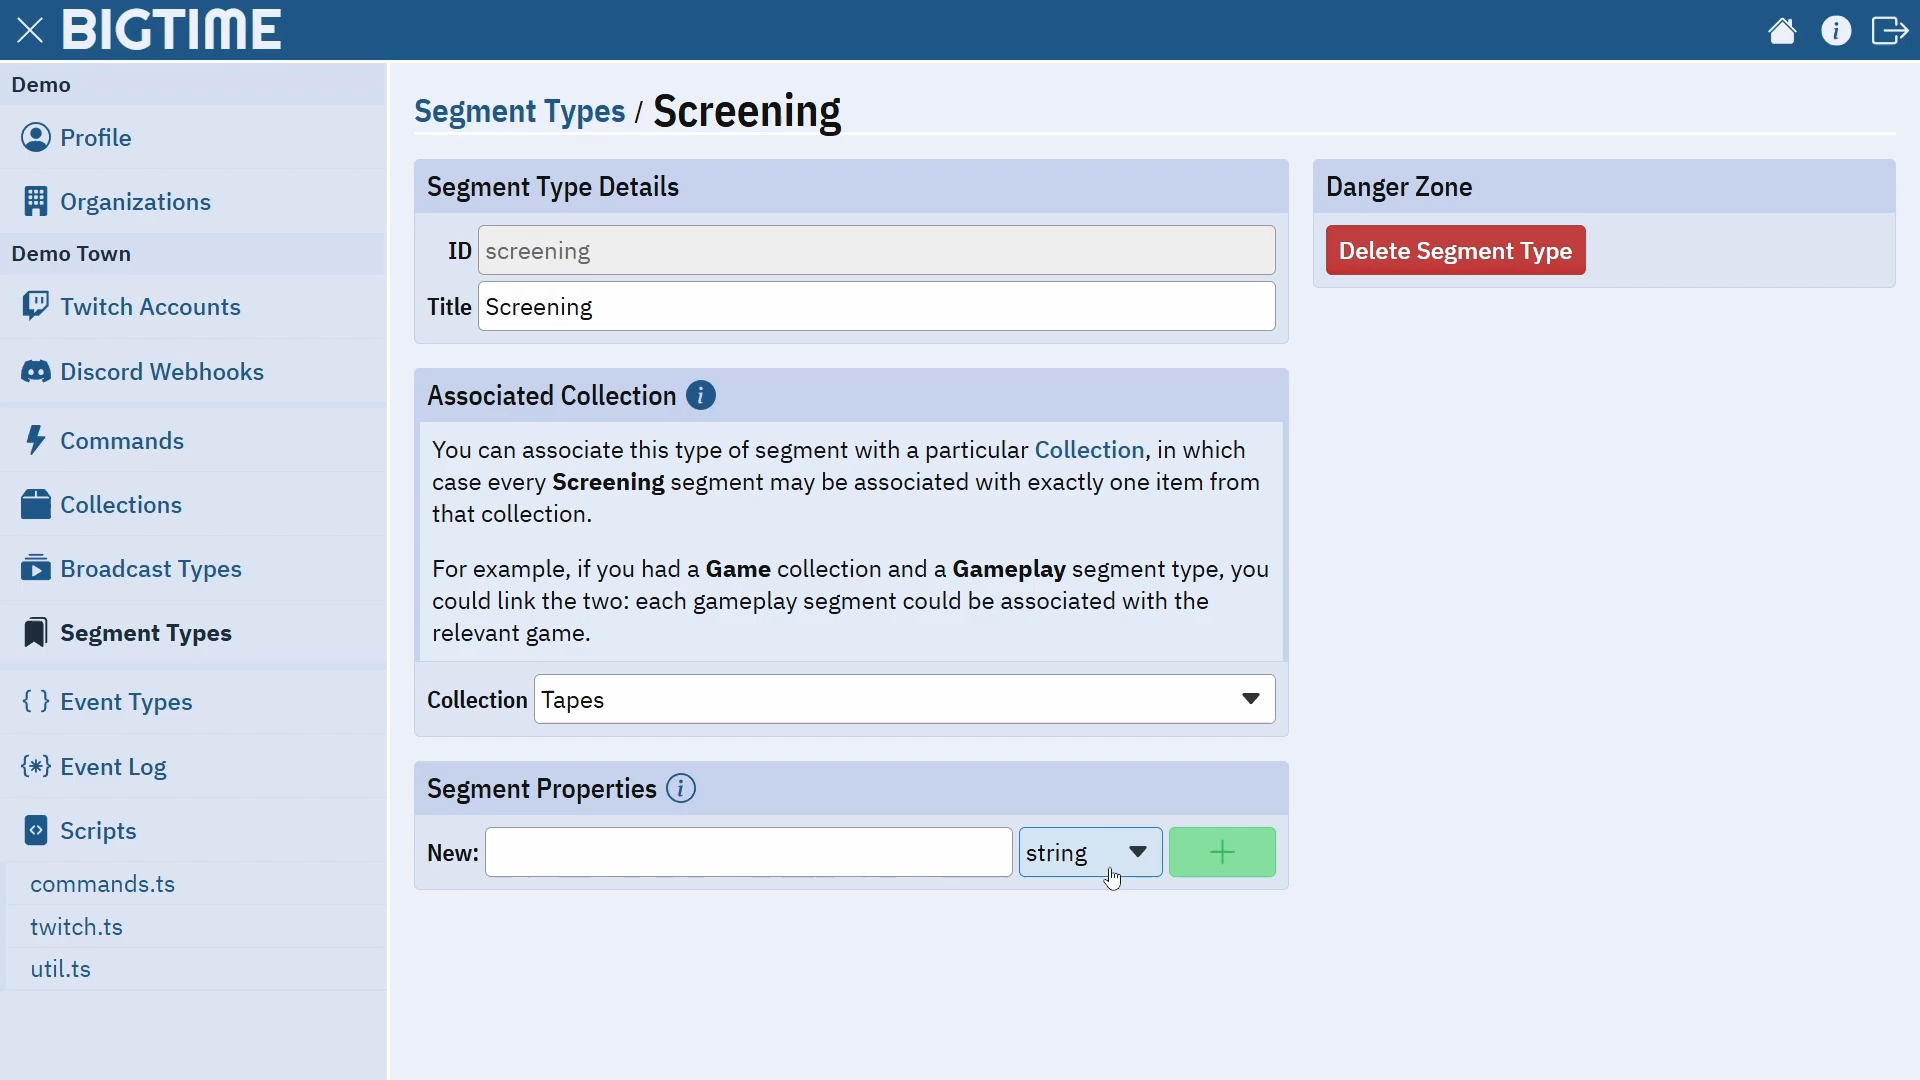 BIGTIME
Demo
Profile
Organizations
Demo Town
Twitch Accounts
Discord Webhooks
Commands
Collections
Broadcast Types
Segment Types
{ } Event Types
{*} Event Log
Scripts
commands.ts
twitch.ts
util.ts
Segment Types / Screening
Segment Type Details
ID screening
Title Screening
Associated Collection i
You can associate this type of segment with a particular Collection, in which
case every Screening segment may be associated with exactly one item from
that collection.
For example, if you had a Game collection and a Gameplay segment type, you
could link the two: each gameplay segment could be associated with the
relevant game.
Collection Tapes
Segment Properties i
New: string +
Danger Zone
Delete Segment Type